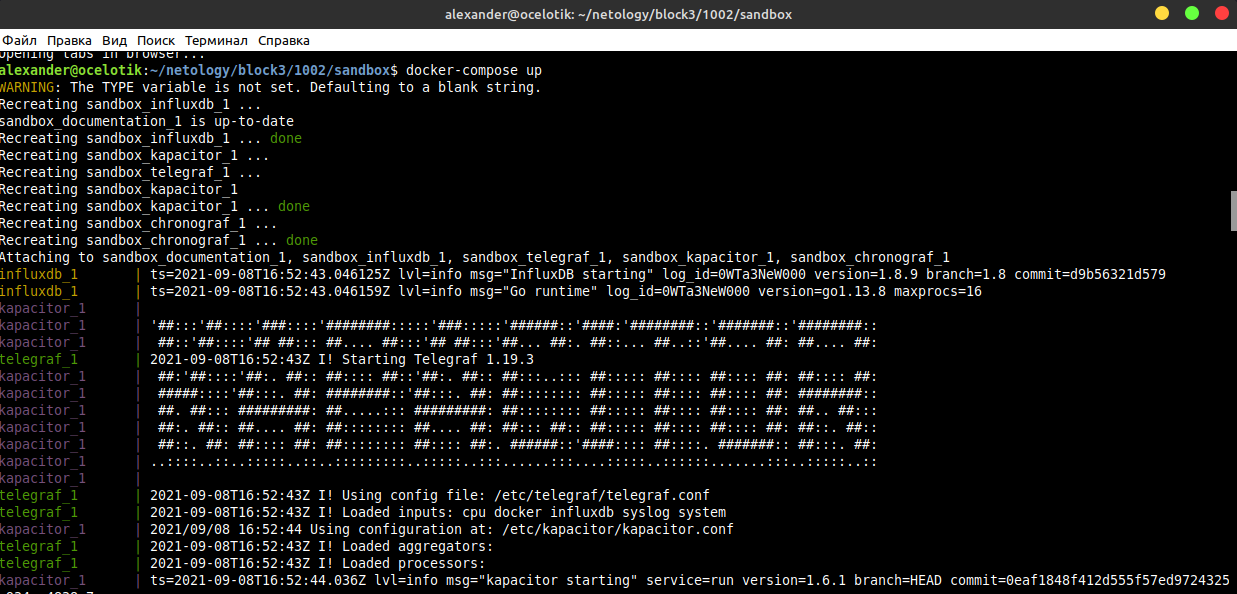 alexander@ocelotik: ~/netology/block3/1002/sandbox
Файл Правка Вид Поиск Терминал Справка
Opening tabs in browser...
alexander@ocelotik:~/netology/block3/1002/sandbox$ docker-compose up
WARNING: The TYPE variable is not set. Defaulting to a blank string.
Recreating sandbox_influxdb_1 ...
sandbox_documentation_1 is up-to-date
Recreating sandbox_influxdb_1 ... done
Recreating sandbox_kapacitor_1 ...
Recreating sandbox_telegraf_1 ...
Recreating sandbox_kapacitor_1
Recreating sandbox_kapacitor_1 ... done
Recreating sandbox_chronograf_1 ...
Recreating sandbox_chronograf_1 ... done
Attaching to sandbox_documentation_1, sandbox_influxdb_1, sandbox_telegraf_1, sandbox_kapacitor_1, sandbox_chronograf_1
influxdb_1 | ts=2021-09-08T16:52:43.046125Z lvl=info msg="InfluxDB starting" log_id=0WTa3NeW000 version=1.8.9 branch=1.8 commit=d9b56321d579
influxdb_1 | ts=2021-09-08T16:52:43.046159Z lvl=info msg="Go runtime" log_id=0WTa3NeW000 version=go1.13.8 maxprocs=16
kapacitor_1 |
kapacitor_1 | '##:::'##::::'###::::'########:::::'###:::::'######::'####:'########::'#######::'########::
kapacitor_1 | ##::'##::::'## ##::: ##.... ##:::'## ##:::'##... ##:. ##::... ##..::'##.... ##: ##.... ##:
telegraf_1 | 2021-09-08T16:52:43Z I! Starting Telegraf 1.19.3
kapacitor_1 | ##:'##::::'##:. ##:: ##:::: ##::'##:. ##:: ##:::..::: ##::::: ##:::: ##:::: ##: ##:::: ##:
kapacitor_1 | #####::::'##:::. ##: ########::'##:::. ##: ##:::::::: ##::::: ##:::: ##:::: ##: ########::
kapacitor_1 | ##. ##::: #########: ##.....::: #########: ##:::::::: ##::::: ##:::: ##:::: ##: ##.. ##:::
kapacitor_1 | ##:. ##:: ##.... ##: ##:::::::: ##.... ##: ##::: ##:: ##::::: ##:::: ##:::: ##: ##::. ##::
kapacitor_1 | ##::. ##: ##:::: ##: ##:::::::: ##:::: ##:. ######::'####:::: ##::::. #######:: ##:::. ##:
kapacitor_1 | ..::::..::..:::::..::..:::::::::..:::::..:::......:::....:::::..::::::.......:::..:::::..::
kapacitor_1 |
telegraf_1 | 2021-09-08T16:52:43Z I! Using config file: /etc/telegraf/telegraf.conf
telegraf_1 | 2021-09-08T16:52:43Z I! Loaded inputs: cpu docker influxdb syslog system
kapacitor_1 | 2021/09/08 16:52:44 Using configuration at: /etc/kapacitor/kapacitor.conf
telegraf_1 | 2021-09-08T16:52:43Z I! Loaded aggregators:
telegraf_1 | 2021-09-08T16:52:43Z I! Loaded processors:
kapacitor_1 | ts=2021-09-08T16:52:44.036Z lvl=info msg="kapacitor starting" service=run version=1.6.1 branch=HEAD commit=0eaf1848f412d555f57ed9724325